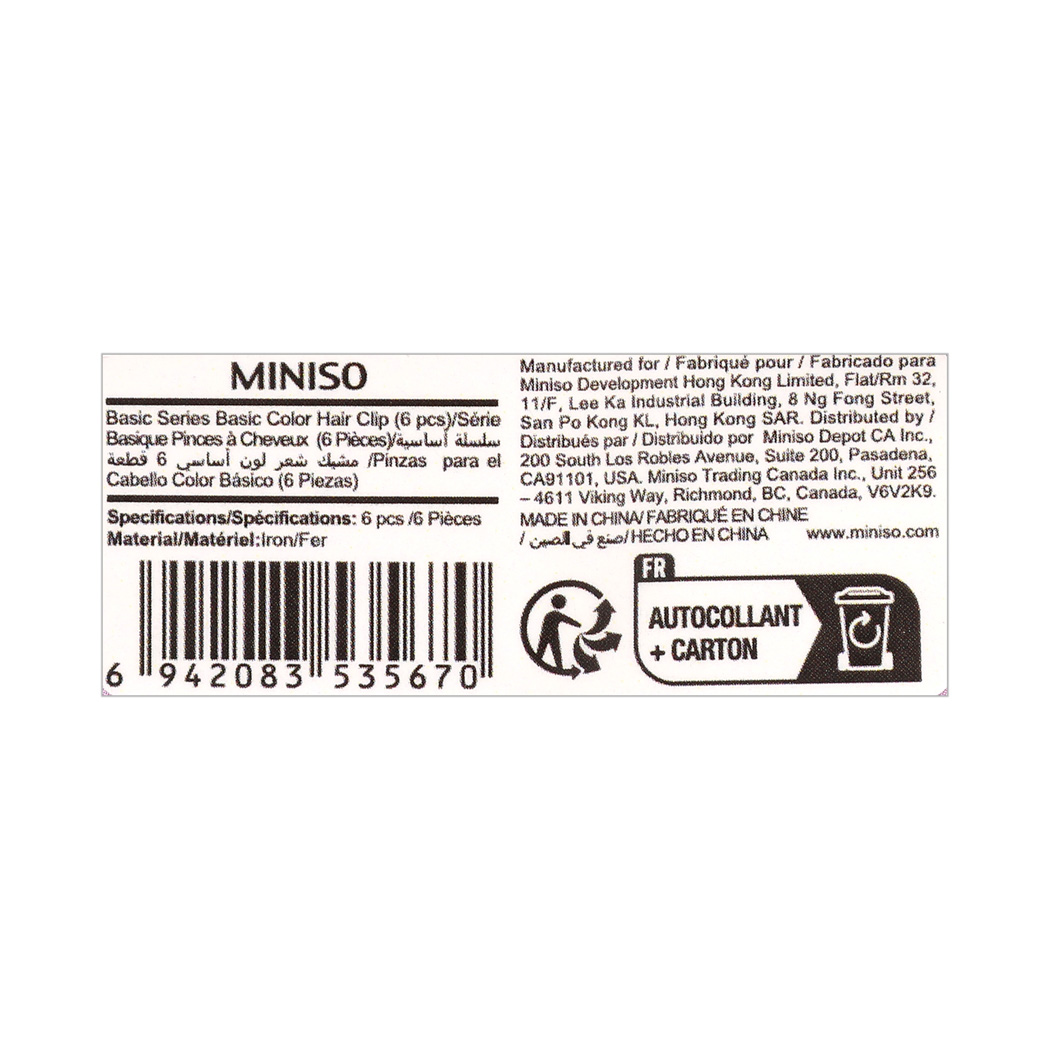 MINISO
Basic Series Basic Color Hair Clip (6 pcs)/Série
Basique Pinces à Cheveux (6 Pièces)/سلسلة أساسية
مشبك شعر لون أساسي 6 قطعة /Pinzas para el
Cabello Color Básico (6 Piezas)
Specifications/Spécifications: 6 pcs /6 Pièces
Material/Matériel:Iron/Fer
6 942083 535670
Manufactured for / Fabriqué pour / Fabricado para
Miniso Development Hong Kong Limited, Flat/Rm 32,
11/F, Lee Ka Industrial Building, 8 Ng Fong Street,
San Po Kong KL, Hong Kong SAR. Distributed by /
Distribués par / Distribuido por Miniso Depot CA Inc.,
200 South Los Robles Avenue, Suite 200, Pasadena,
CA91101, USA. Miniso Trading Canada Inc., Unit 256
– 4611 Viking Way, Richmond, BC, Canada, V6V2K9.
MADE IN CHINA/ FABRIQUÉ EN CHINE
/ صنع في الصين/HECHO EN CHINA www.miniso.com
FR
AUTOCOLLANT
+ CARTON